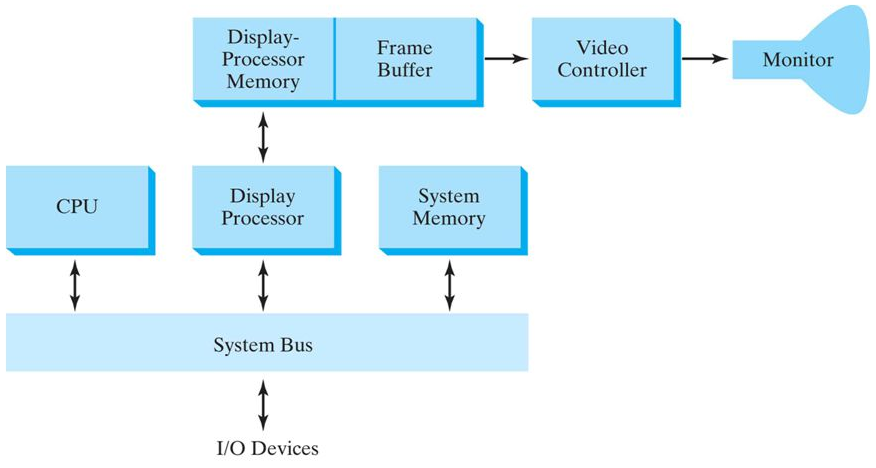 Display-
Processor
Memory
Frame
Buffer
Video
Controller
Monitor
CPU
Display
Processor
System
Memory
System Bus
I/O Devices